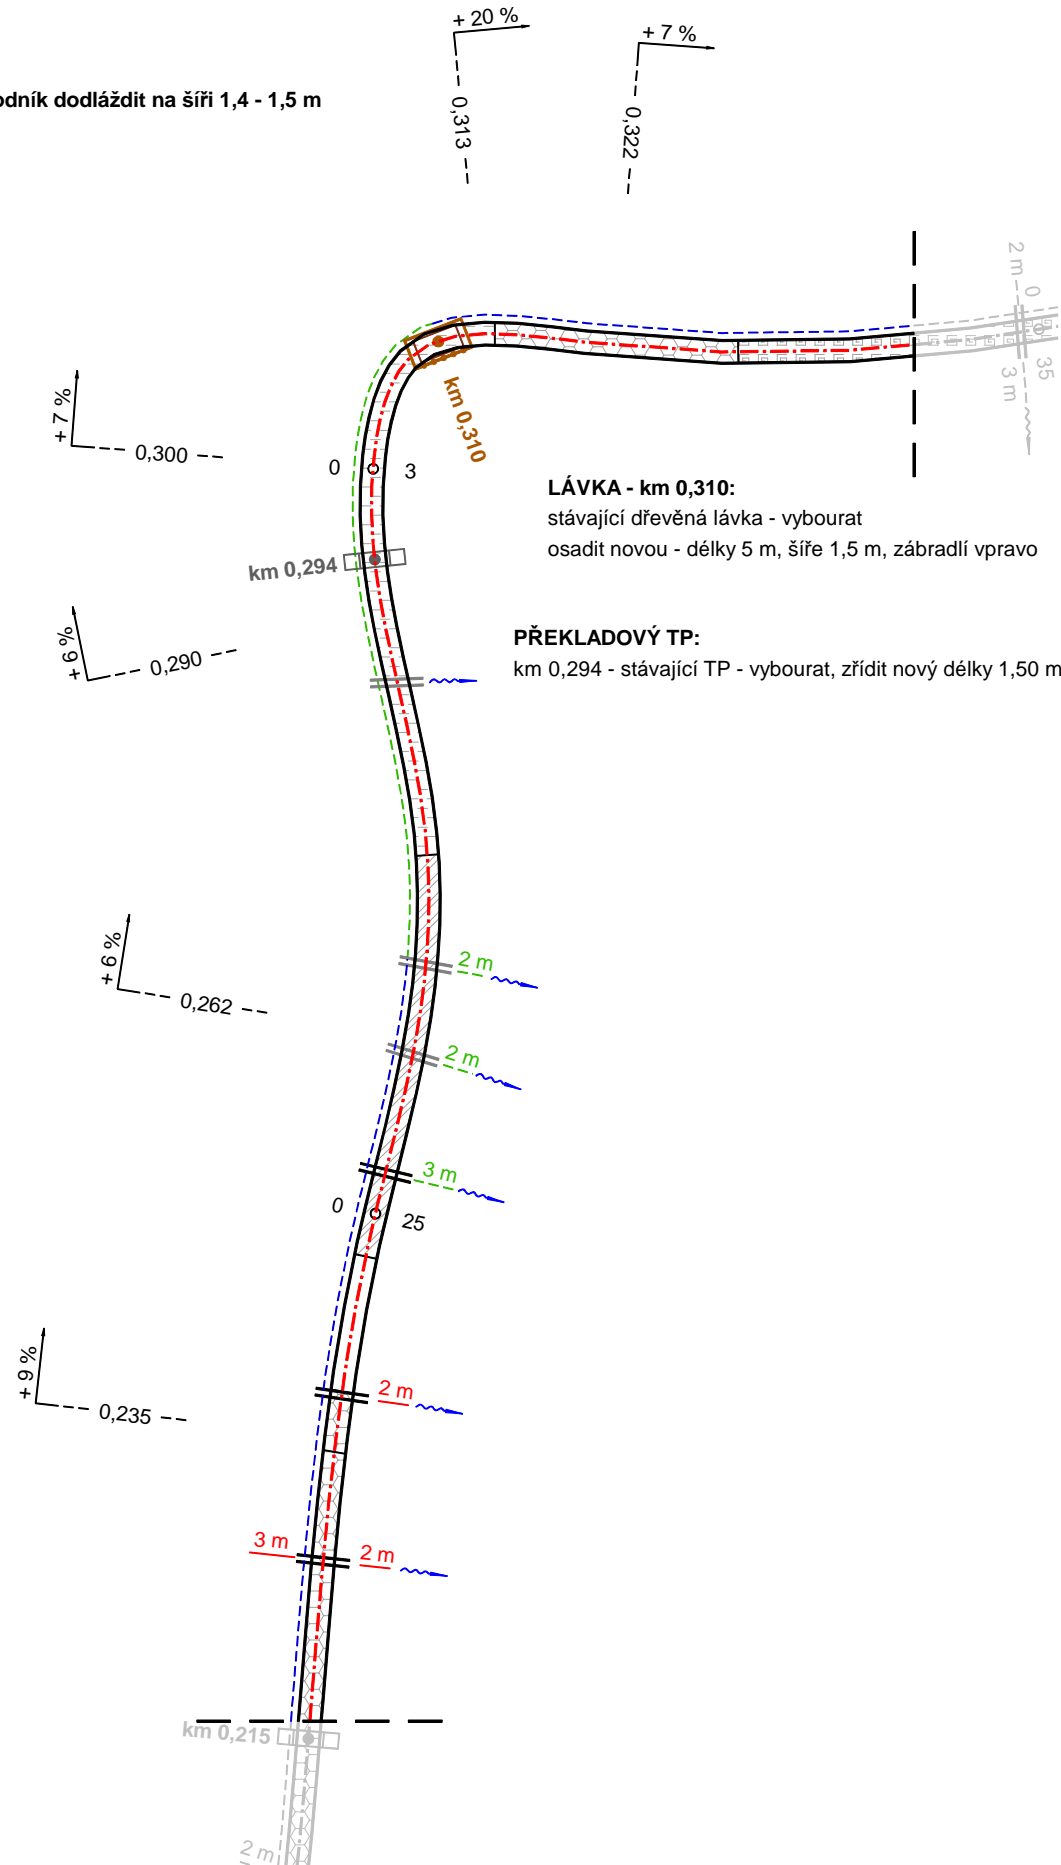 + 20 %
+ 7 %
odník dodláždit na šíři 1,4 - 1,5 m
0,313
0,322
2 m
0
35
3 m
+ 7 %
0,300
km 0,310
0 3
LÁVKA - km 0,310:
stávající dřevěná lávka - vybourat
osadit novou - délky 5 m, šíře 1,5 m, zábradlí vpravo
km 0,294
+ 9 %
0,290
PŘEKLADOVÝ TP:
km 0,294 - stávající TP - vybourat, zřídit nový délky 1,50 m
+ 6 %
0,262
2 m
2 m
3 m
0 25
+ 9 %
0,235
2 m
3 m
2 m
km 0,215
2 m